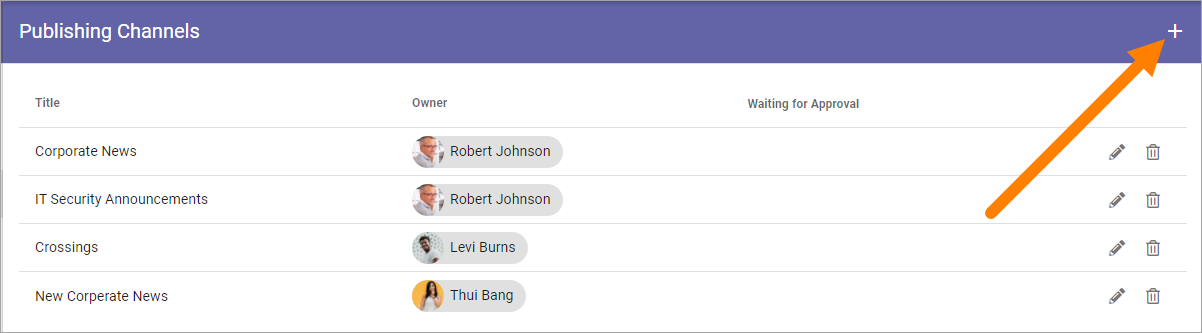 Publishing Channels
Title Owner Waiting for Approval
Corporate News Robert Johnson
IT Security Announcements Robert Johnson
Crossings Levi Burns
New Corperate News Thui Bang